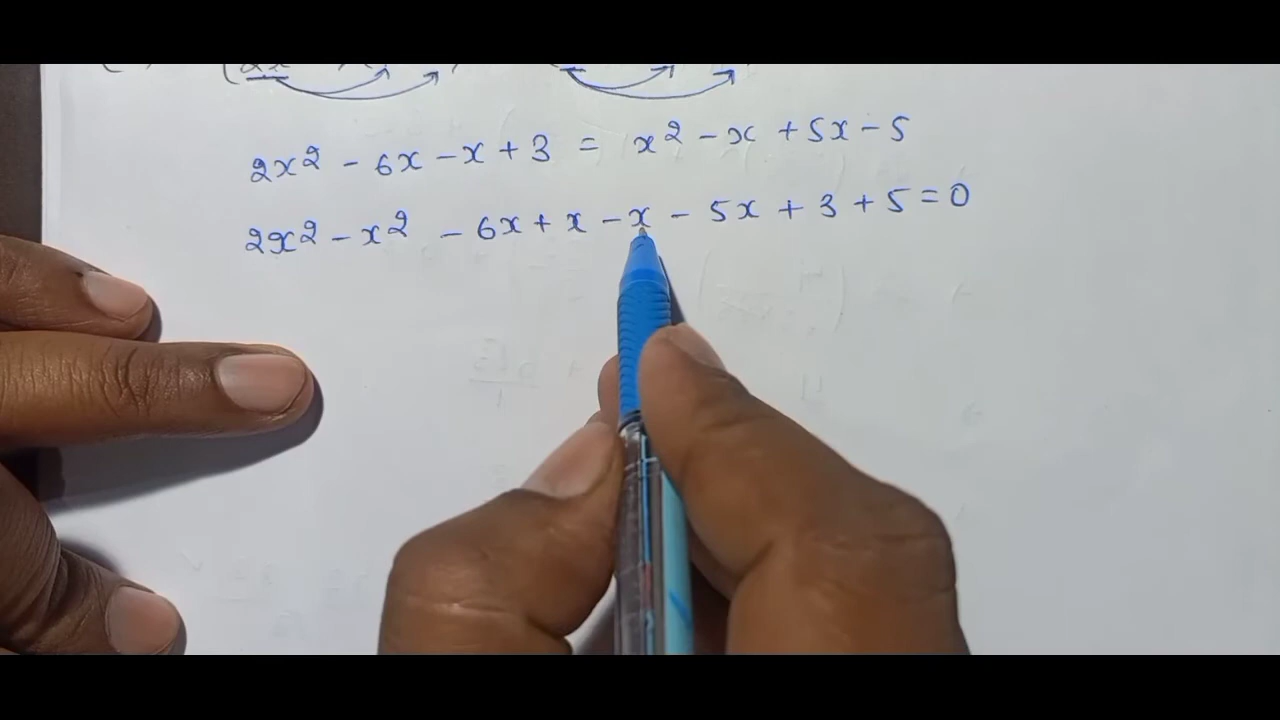 2x² - 6x - x + 3 = x² - x + 5x - 5
2x² - x² - 6x + x - x - 5x + 3 + 5 = 0